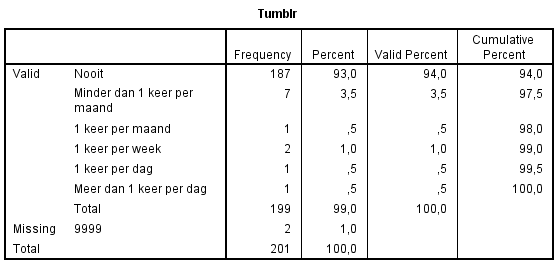 Tumblr
Frequency Percent Valid Percent Cumulative Percent
Valid Nooit 187 93,0 94,0 94,0
Minder dan 1 keer per maand 7 3,5 3,5 97,5
1 keer per maand 1 ,5 ,5 98,0
1 keer per week 2 1,0 1,0 99,0
1 keer per dag 1 ,5 ,5 99,5
Meer dan 1 keer per dag 1 ,5 ,5 100,0
Total 199 99,0 100,0
Missing 9999 2 1,0
Total 201 100,0